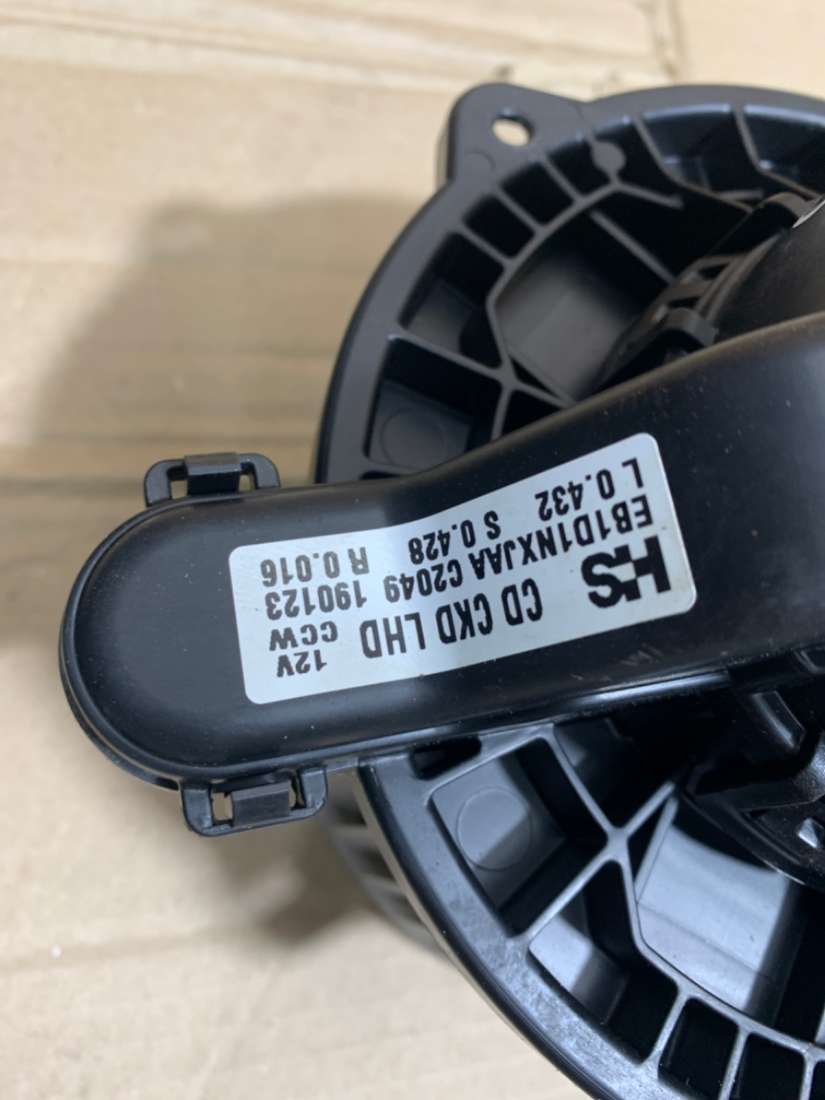 HS CD CKD LHD 12V CCW
EB1D1NXJAA C2049 190123
L 0.432 S 0.428 R 0.016